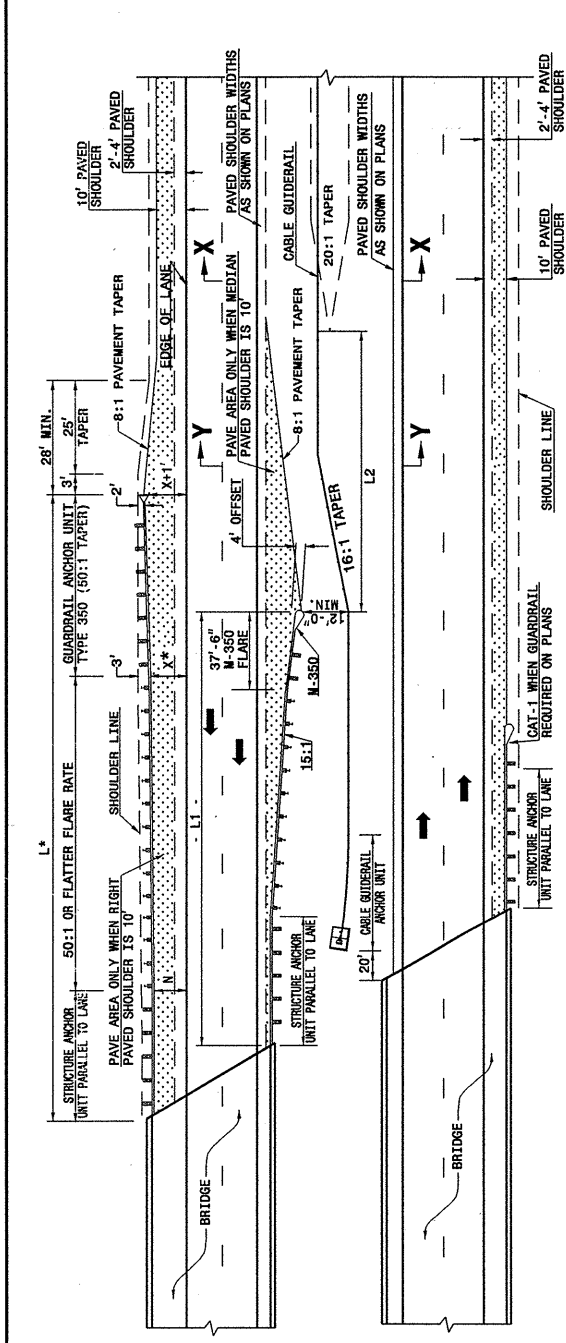 L*
28' MIN.
STRUCTURE ANCHOR
UNIT PARALLEL TO LANE
50:1 OR FLATTER FLARE RATE
GUARDRAIL ANCHOR UNIT
TYPE 350 (50:1 TAPER)
3'
25'
TAPER
10' PAVED
SHOULDER
2'-4' PAVED
SHOULDER
SHOULDER LINE
3'
2'
8:1 PAVEMENT TAPER
PAVE AREA ONLY WHEN RIGHT
PAVED SHOULDER IS 10'
N
X*
X+1
EDGE OF LANE
PAVED SHOULDER WIDTHS
AS SHOWN ON PLANS
BRIDGE
L1
37'-6"
M-350
FLARE
4' OFFSET
Y
X
PAVE AREA ONLY WHEN MEDIAN
PAVED SHOULDER IS 10'
8:1 PAVEMENT TAPER
CABLE GUIDERAIL
20:1 TAPER
STRUCTURE ANCHOR
UNIT PARALLEL TO LANE
15:1
M-350
12'-0"
MIN.
16:1 TAPER
L2
20'
CABLE GUIDERAIL
ANCHOR UNIT
PAVED SHOULDER WIDTHS
AS SHOWN ON PLANS
Y
X
BRIDGE
STRUCTURE ANCHOR
UNIT PARALLEL TO LANE
CAT-1 WHEN GUARDRAIL
REQUIRED ON PLANS
SHOULDER LINE
10' PAVED
SHOULDER
2'-4' PAVED
SHOULDER